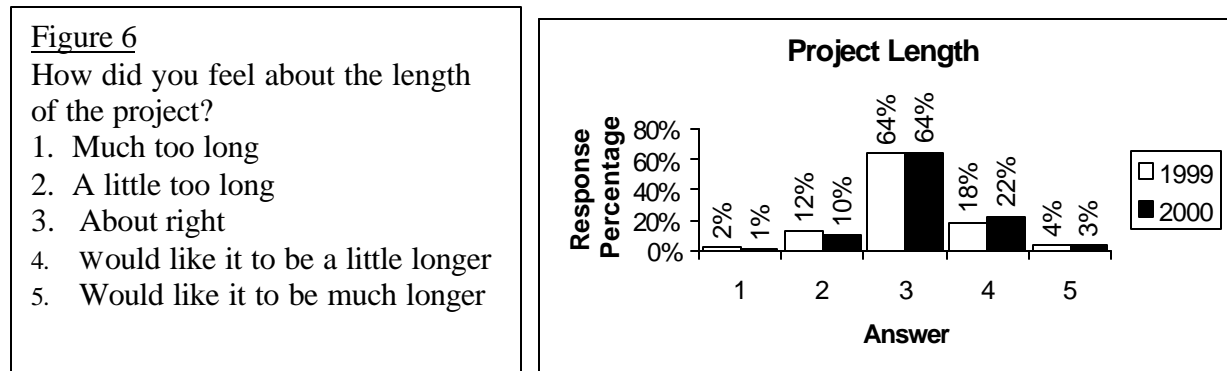 Figure 6
How did you feel about the length
of the project?
1. Much too long
2. A little too long
3. About right
4. Would like it to be a little longer
5. Would like it to be much longer
Project Length
Response
Percentage
80%
60%
40%
20%
0%
2%
1%
12%
10%
64%
64%
18%
22%
4%
3%
1
2
3
4
5
Answer
1999
2000